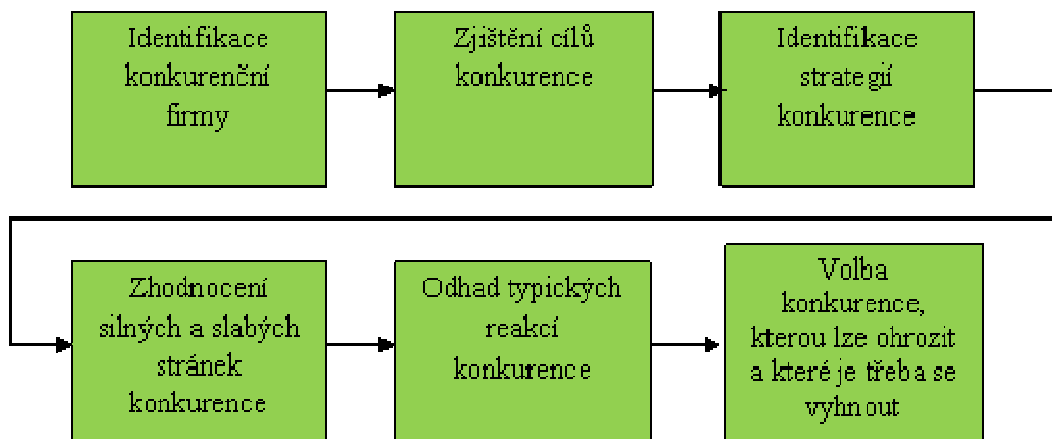 Identifikace
konkurenční
firmy
Zjištění cílů
konkurence
Identifikace
strategií
konkurence
Zhodnocení
silných a slabých
stránek
konkurence
Odhad typických
reakcí
konkurence
Volba
konkurence,
kterou lze ohrozit
a které je třeba se
vyhnout